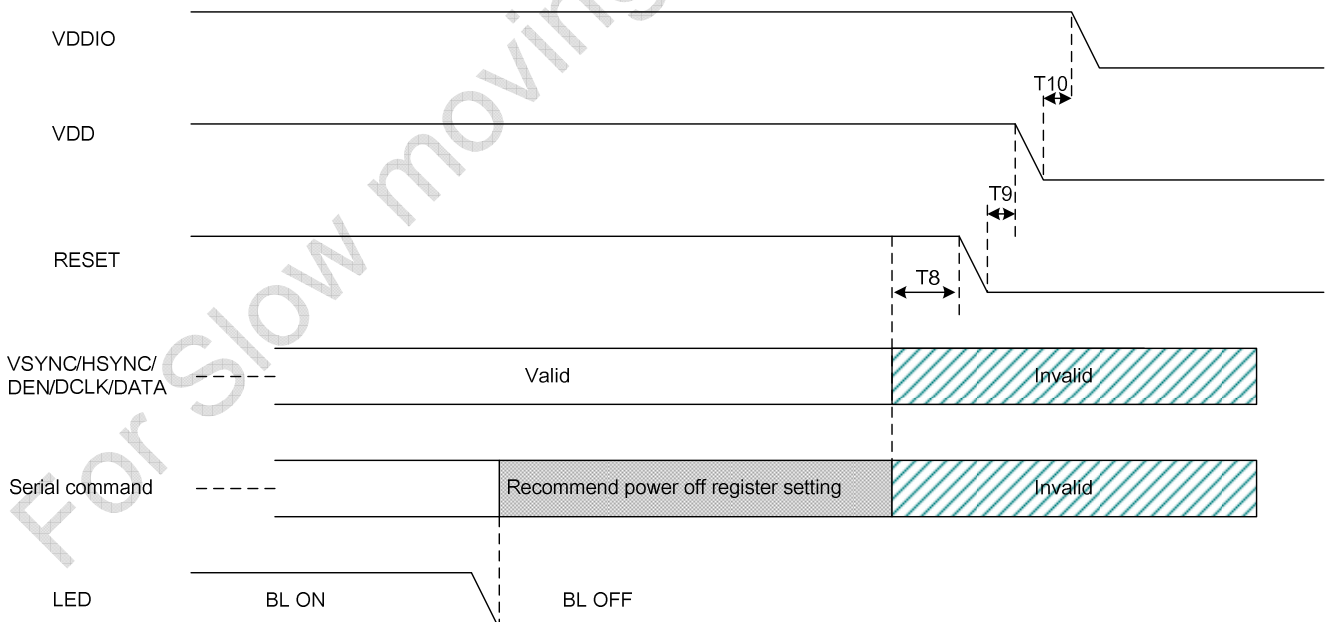 VDDIO
T10
VDD
T9
RESET
T8
VSYNC/HSYNC/
DEN/DCLK/DATA
Valid
Invalid
Serial command
Recommend power off register setting
Invalid
LED
BL ON
BL OFF
For Slow moving